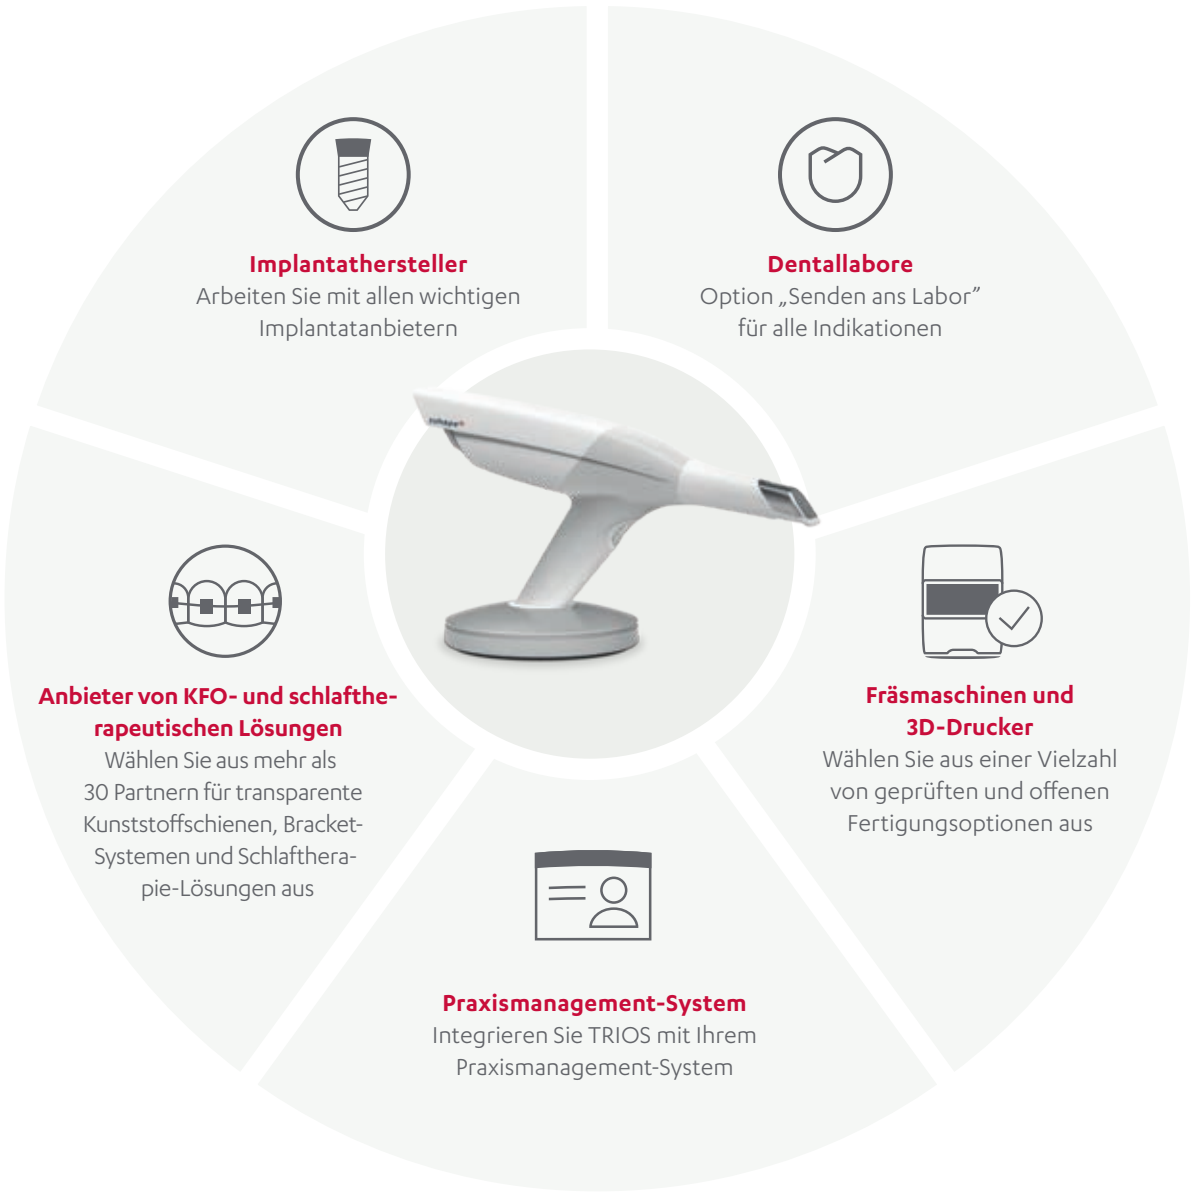 Implantathersteller
Arbeiten Sie mit allen wichtigen
Implantatanbietern
Dentallabore
Option „Senden ans Labor”
für alle Indikationen
Anbieter von KFO- und schlafthe-
rapeutischen Lösungen
Wählen Sie aus mehr als
30 Partnern für transparente
Kunststoffschienen, Bracket-
Systemen und Schlafthera-
pie-Lösungen aus
Fräsmaschinen und
3D-Drucker
Wählen Sie aus einer Vielzahl
von geprüften und offenen
Fertigungsoptionen aus
Praxismanagement-System
Integrieren Sie TRIOS mit Ihrem
Praxismanagement-System